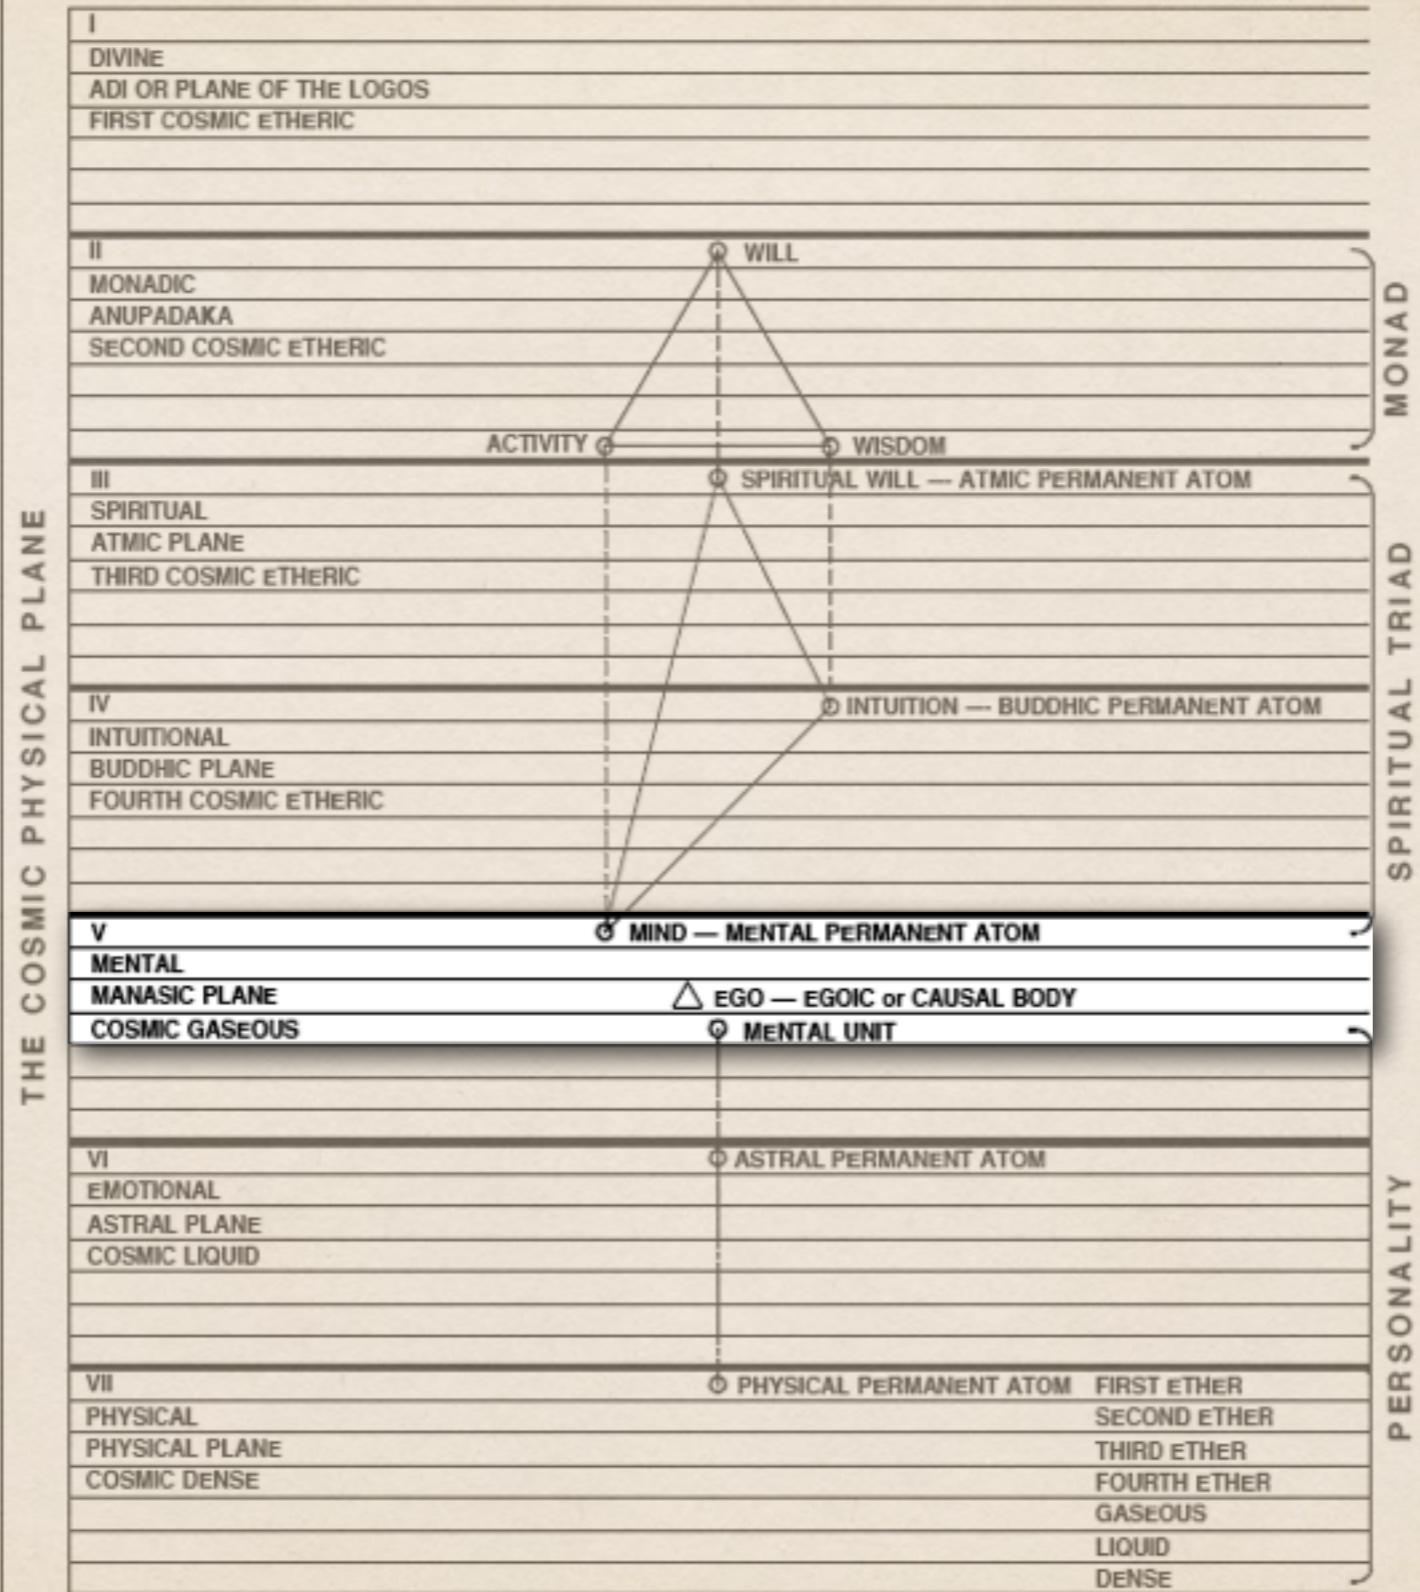 THE COSMIC PHYSICAL PLANE
I
DIVINE
ADI OR PLANE OF THE LOGOS
FIRST COSMIC ETHERIC
II
WILL
MONADIC
ANUPADAKA
SECOND COSMIC ETHERIC
ACTIVITY
WISDOM
MONAD
III
SPIRITUAL WILL — ATMIC PERMANENT ATOM
SPIRITUAL
ATMIC PLANE
THIRD COSMIC ETHERIC
IV
INTUITION — BUDDHIC PERMANENT ATOM
INTUITIONAL
BUDDHIC PLANE
FOURTH COSMIC ETHERIC
SPIRITUAL TRIAD
V
MIND — MENTAL PERMANENT ATOM
MENTAL
MANASIC PLANE
EGO — EGOIC or CAUSAL BODY
COSMIC GASEOUS
MENTAL UNIT
VI
ASTRAL PERMANENT ATOM
EMOTIONAL
ASTRAL PLANE
COSMIC LIQUID
VII
PHYSICAL PERMANENT ATOM
FIRST ETHER
PHYSICAL
SECOND ETHER
PHYSICAL PLANE
THIRD ETHER
COSMIC DENSE
FOURTH ETHER
GASEOUS
LIQUID
DENSE
PERSONALITY